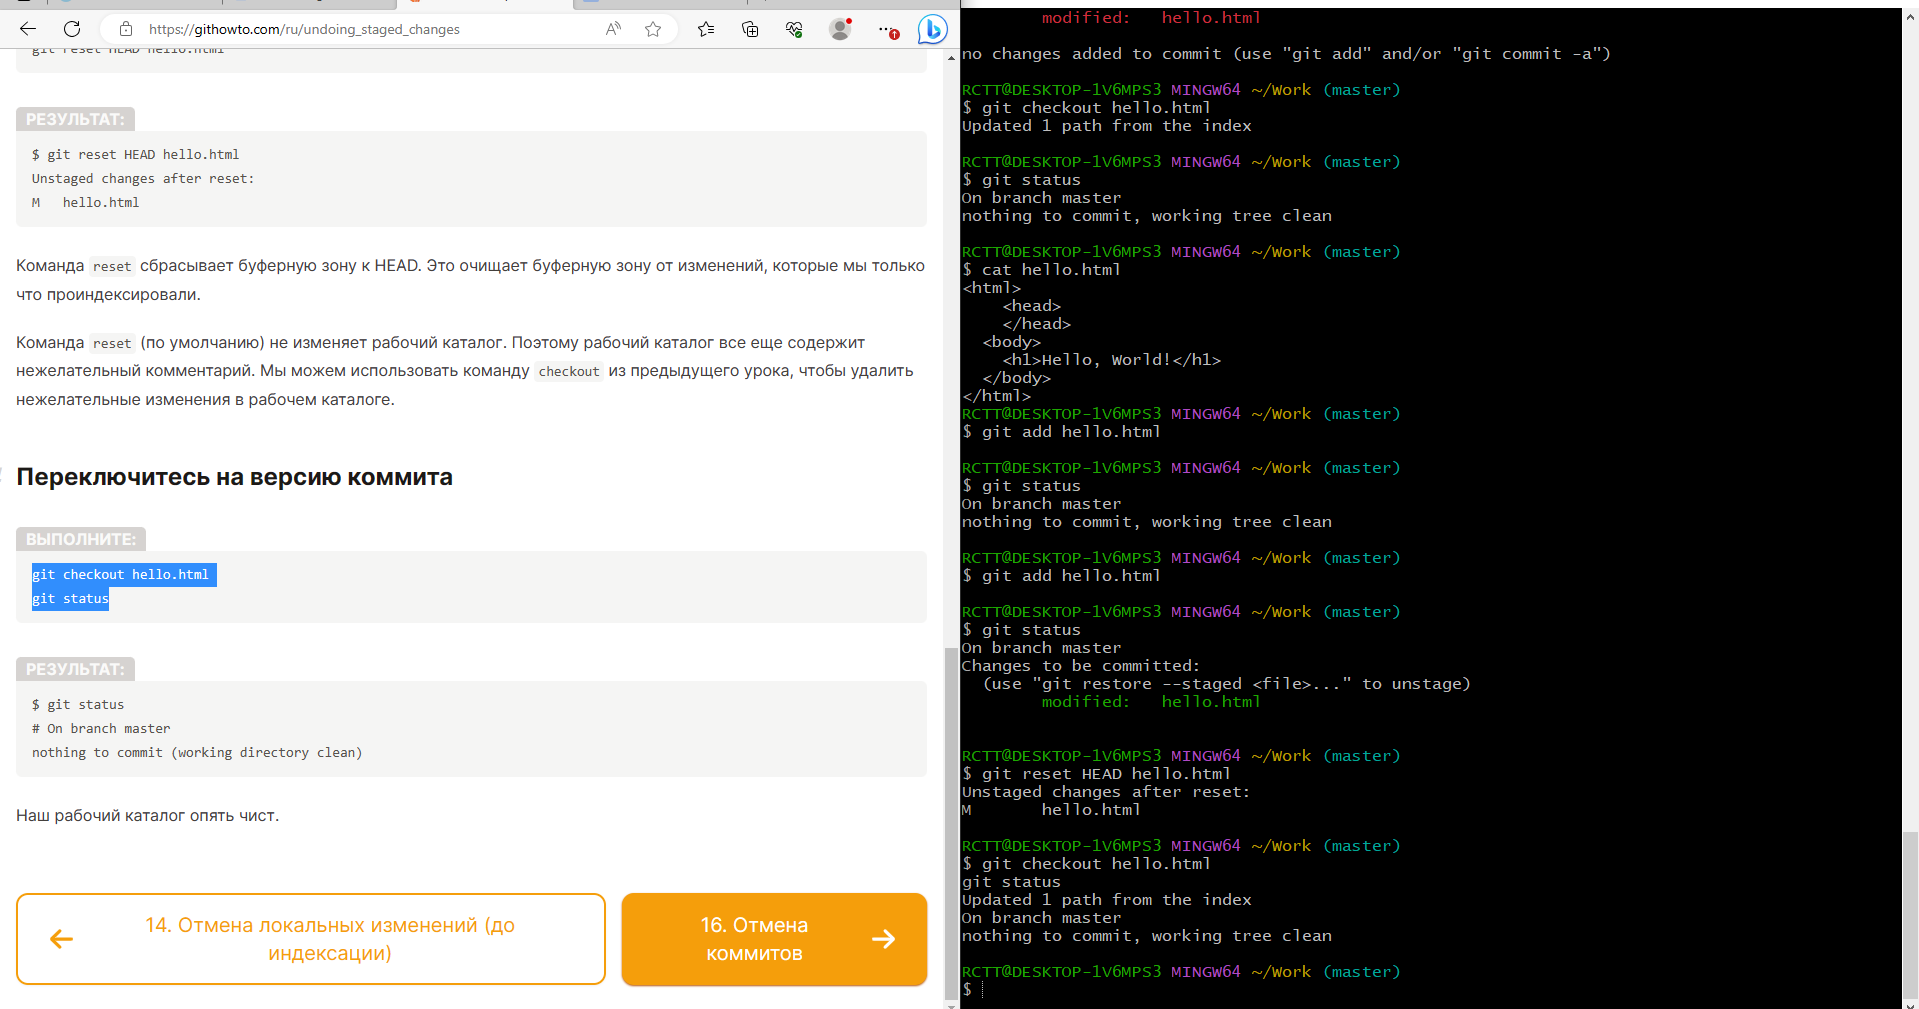 https://githowto.com/ru/undoing_staged_changes
git reset HEAD hello.html
РЕЗУЛЬТАТ:
$ git reset HEAD hello.html
Unstaged changes after reset:
M   hello.html
Команда reset сбрасывает буферную зону к HEAD. Это очищает буферную зону от изменений, которые мы только
что проиндексировали.
Команда reset (по умолчанию) не изменяет рабочий каталог. Поэтому рабочий каталог все еще содержит
нежелательный комментарий. Мы можем использовать команду checkout из предыдущего урока, чтобы удалить
нежелательные изменения в рабочем каталоге.
Переключитесь на версию коммита
ВЫПОЛНИТЕ:
git checkout hello.html
git status
РЕЗУЛЬТАТ:
$ git status
# On branch master
nothing to commit (working directory clean)
Наш рабочий каталог опять чист.
14. Отмена локальных изменений (до
индексации)
16. Отмена
коммитов
modified:   hello.html
no changes added to commit (use "git add" and/or "git commit -a")
RCTT@DESKTOP-1V6MPS3 MINGW64 ~/Work (master)
$ git checkout hello.html
Updated 1 path from the index
RCTT@DESKTOP-1V6MPS3 MINGW64 ~/Work (master)
$ git status
On branch master
nothing to commit, working tree clean
RCTT@DESKTOP-1V6MPS3 MINGW64 ~/Work (master)
$ cat hello.html
<html>
    <head>
    </head>
  <body>
    <h1>Hello, World!</h1>
  </body>
</html>
RCTT@DESKTOP-1V6MPS3 MINGW64 ~/Work (master)
$ git add hello.html
RCTT@DESKTOP-1V6MPS3 MINGW64 ~/Work (master)
$ git status
On branch master
nothing to commit, working tree clean
RCTT@DESKTOP-1V6MPS3 MINGW64 ~/Work (master)
$ git add hello.html
RCTT@DESKTOP-1V6MPS3 MINGW64 ~/Work (master)
$ git status
On branch master
Changes to be committed:
  (use "git restore --staged <file>..." to unstage)
        modified:   hello.html
RCTT@DESKTOP-1V6MPS3 MINGW64 ~/Work (master)
$ git reset HEAD hello.html
Unstaged changes after reset:
M       hello.html
RCTT@DESKTOP-1V6MPS3 MINGW64 ~/Work (master)
$ git checkout hello.html
git status
Updated 1 path from the index
On branch master
nothing to commit, working tree clean
RCTT@DESKTOP-1V6MPS3 MINGW64 ~/Work (master)
$